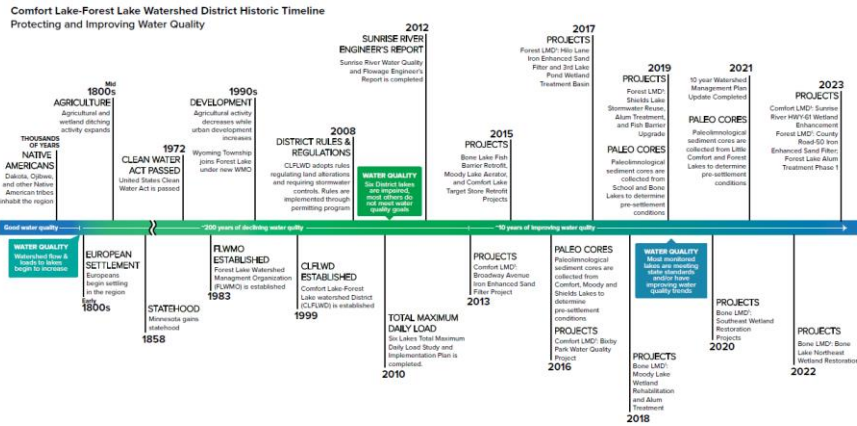 Comfort Lake-Forest Lake Watershed District Historic Timeline
Protecting and Improving Water Quality
THOUSANDS
OF YEARS
NATIVE
AMERICANS
Dakota, Ojibwe,
and other Native
American tribes
inhabit the region
Mid
1800s
AGRICULTURE
Agricultural and
wetland ditching
activity expands
1972
CLEAN WATER
ACT PASSED
United States Clean
Water Act is passed
1990s
DEVELOPMENT
Agricultural activity
decreases while
urban development
increases
Wyoming Township
joins Forest Lake
under new WMO
2008
DISTRICT RULES &
REGULATIONS
CLFLWD adopts rules
regulating land alterations
and requiring stormwater
controls. Rules are
implemented through
permitting program
2012
SUNRISE RIVER
ENGINEER'S REPORT
Sunrise River Water Quality
and Flowage Engineer's
Report is completed
WATER QUALITY
Six District lakes
are impaired,
most others do
not meet water
quality goals
2015
PROJECTS
Bone Lake Fish
Barrier Retrofit,
Moody Lake Aerator,
and Comfort Lake
Target Store Retrofit
Projects
2017
PROJECTS
Forest LMD¹: Hilo Lane
Iron Enhanced Sand
Filter and 3rd Lake
Pond Wetland
Treatment Basin
2019
PROJECTS
Forest LMD¹:
Shields Lake
Stormwater Reuse,
Alum Treatment,
and Fish Barrier
Upgrade
PALEO CORES
Paleolimnological
sediment cores are
collected from
School and Bone
Lakes to determine
pre-settlement
conditions
2021
10 year Watershed
Management Plan
Update Completed
PALEO CORES
Paleolimnological
sediment cores are
collected from Little
Comfort and Forest
Lakes to determine
pre-settlement
conditions
2023
PROJECTS
Comfort LMD¹: Sunrise
River HWY-61 Wetland
Enhancement
Forest LMD¹: County
Road-50 Iron
Enhanced Sand Filter;
Forest Lake Alum
Treatment Phase 1
Good water quality
~200 years of declining water quilty
~10 years of improving water qulity
WATER QUALITY
Watershed flow &
loads to lakes
begin to increase
EUROPEAN
SETTLEMENT
Europeans
begin settling
in the region
Early
1800s
STATEHOOD
Minnesota gains
statehood
1858
FLWMO
ESTABLISHED
Forest Lake Watershed
Managment Organization
(FLWMO) is established
1983
CLFLWD
ESTABLISHED
Comfort Lake-Forest
Lake watershed District
(CLFLWD) is established
1999
TOTAL MAXIMUM
DAILY LOAD
Six Lakes Total Maximum
Daily Load Study and
Implementation Plan is
completed.
2010
PROJECTS
Comfort LMD¹:
Broadway Avenue
Iron Enhanced Sand
Filter Project
2013
PALEO CORES
Paleolimnological
sediment cores are
collected from
Comfort, Moody and
Shields Lakes to
determine
pre-settlement
conditions
PROJECTS
Comfort LMD¹: Bixby
Park Water Quality
Project
2016
WATER QUALITY
Most monitored
lakes are meeting
state standards
and/or have
improving water
quality trends
PROJECTS
Bone LMD¹:
Moody Lake
Wetland
Rehabilitation
and Alum
Treatment
2018
PROJECTS
Bone LMD¹:
Southeast Wetland
Restoration
Projects
2020
PROJECTS
Bone LMD¹: Bone
Lake Northeast
Wetland Restoration
2022